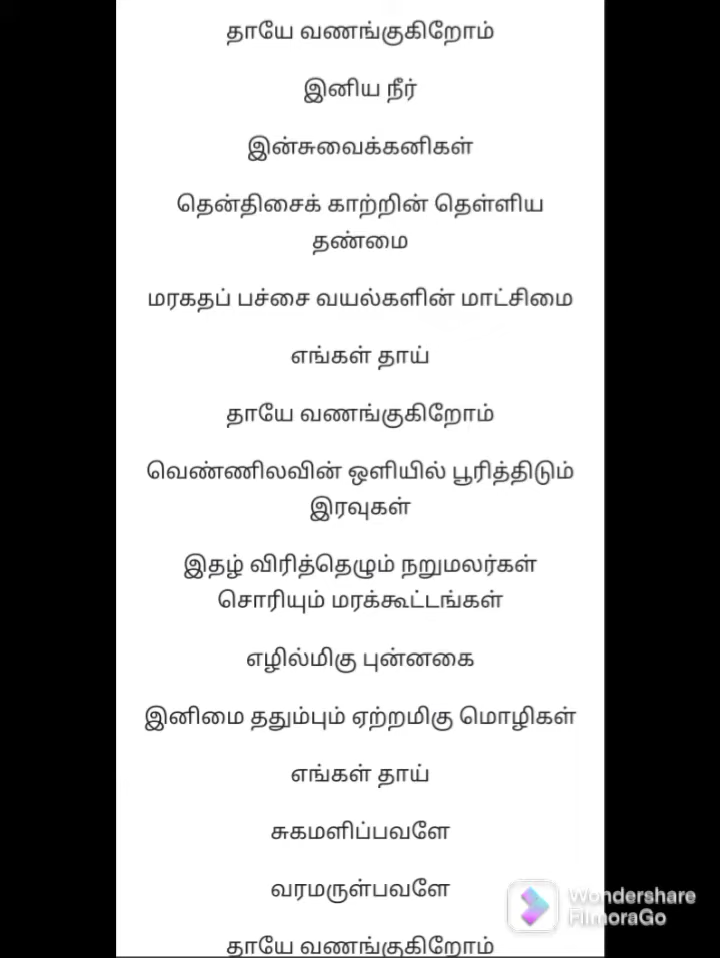 தாயே வணங்குகிறோம்
இனிய நீர்
இன்சுவைக்கனிகள்
தென்திசைக் காற்றின் தெள்ளிய
தண்மை
மரகதப் பச்சை வயல்களின் மாட்சிமை
எங்கள் தாய்
தாயே வணங்குகிறோம்
வெண்ணிலவின் ஒளியில் பூரித்திடும்
இரவுகள்
இதழ் விரித்தெழும் நறுமலர்கள்
சொரியும் மரக்கூட்டங்கள்
எழில்மிகு புன்னகை
இனிமை ததும்பும் ஏற்றமிகு மொழிகள்
எங்கள் தாய்
சுகமளிப்பவளே
வரமருள்பவளே
தாயே வணங்குகிறோம்
Wondershare
FilmoraGo